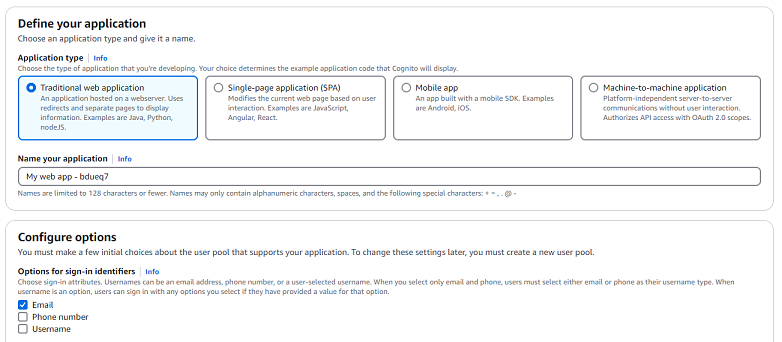 Define your application
Choose an application type and give it a name.
Application type | Info
Choose the type of application that you're developing. Your choice determines the example application code that Cognito will display.
Traditional web application
An application hosted on a webserver. Uses
redirects and separate pages to display
information. Examples are Java, Python,
nodeJS.
Single-page application (SPA)
Modifies the current web page based on user
interaction. Examples are JavaScript,
Angular, React.
Mobile app
An app built with a mobile SDK. Examples
are Android, iOS.
Machine-to-machine application
Platform-independent server-to-server
communications without user interaction.
Authorizes API access with OAuth 2.0 scopes.
Name your application | Info
My web app - bdueq7
Names are limited to 128 characters or fewer. Names may only contain alphanumeric characters, spaces, and the following special characters: + = , . @ -
Configure options
You must make a few initial choices about the user pool that supports your application. To change these settings later, you must create a new user pool.
Options for sign-in identifiers | Info
Choose sign-in attributes. Usernames can be an email address, phone number, or a user-selected username. When you select only email and phone, users must select either email or phone as their username type. When
username is an option, users can sign in with any options you select if they have provided a value for that option.
Email
Phone number
Username